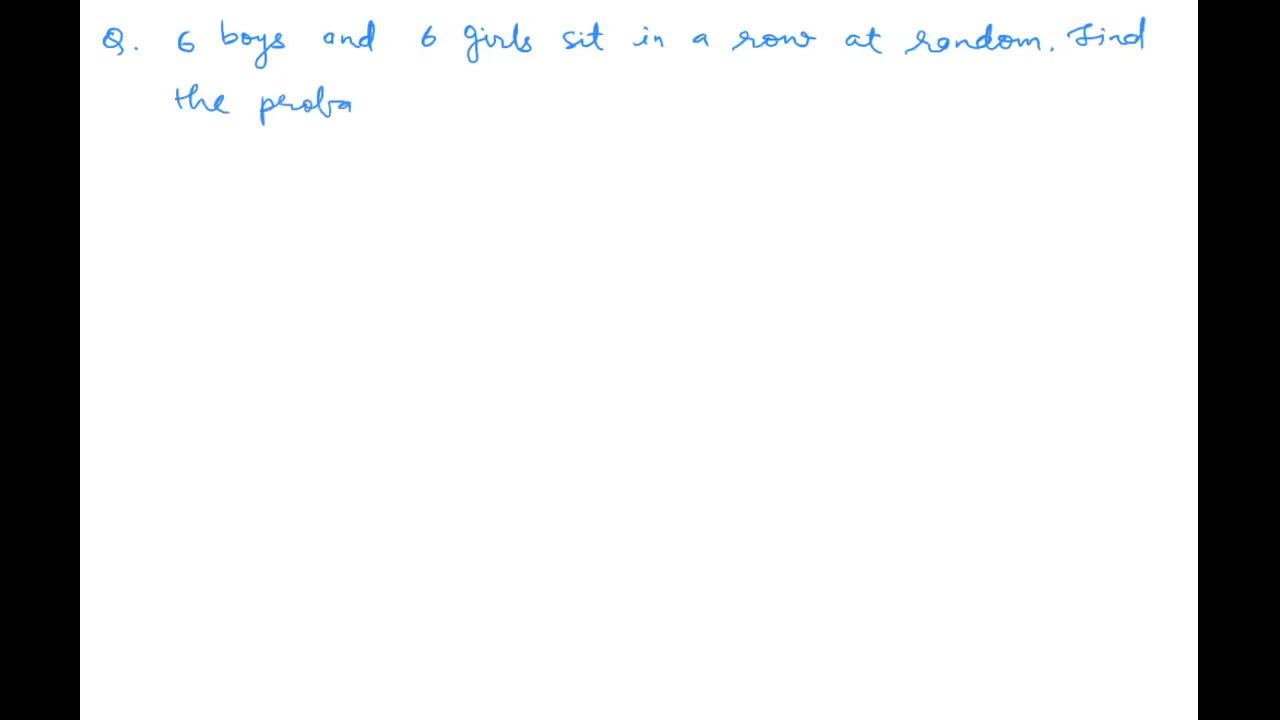 Q. 6 boys and 6 girls sit in a row at random. Find
the proba